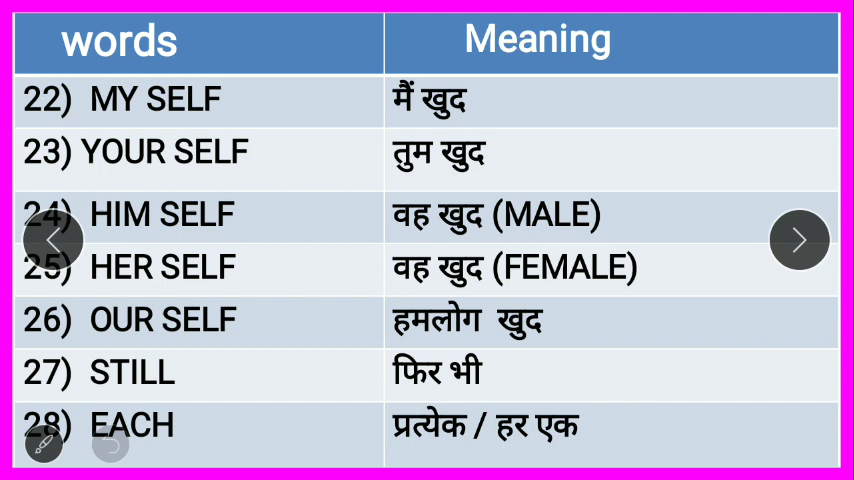 words Meaning
22) MY SELF मैं खुद
23) YOUR SELF तुम खुद
24) HIM SELF वह खुद (MALE)
25) HER SELF वह खुद (FEMALE)
26) OUR SELF हमलोग खुद
27) STILL फिर भी
28) EACH प्रत्येक / हर एक